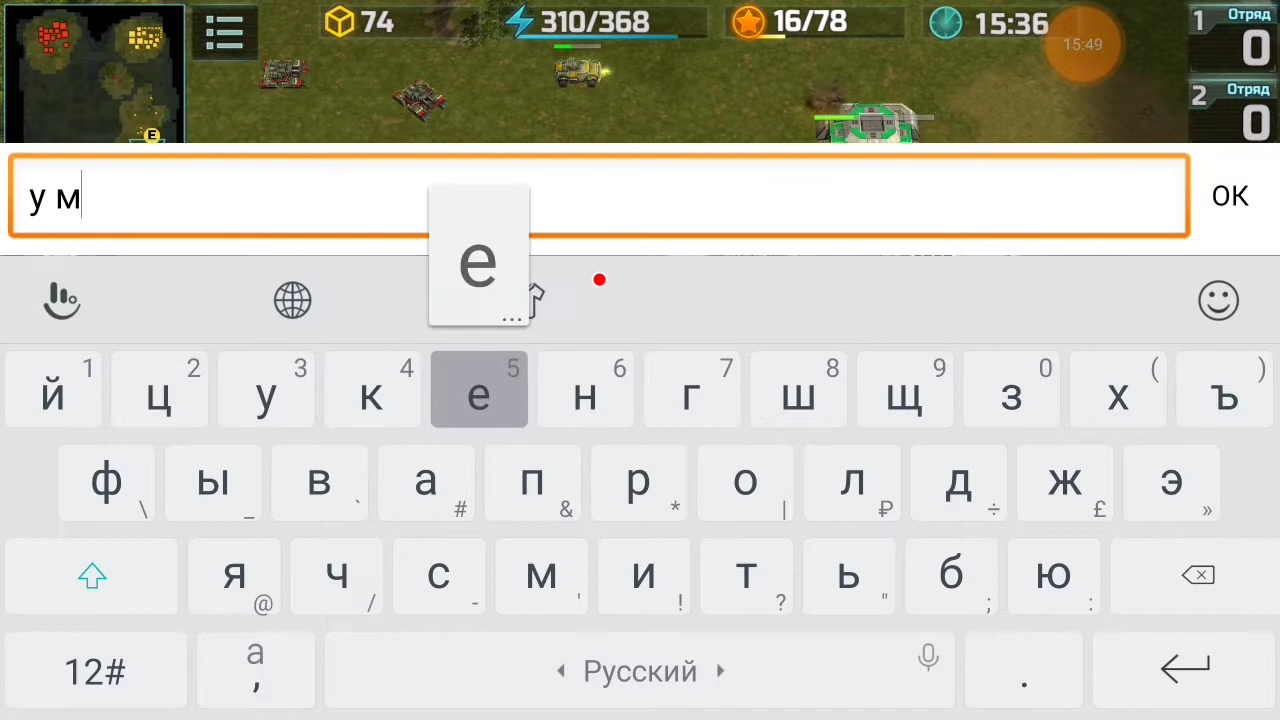 74 310/368 16/78 15:36 15:49
1 Отряд 0
2 Отряд 0
E
у м
OK
е
...
й 1 ц 2 у 3 к 4 е 5 н 6 г 7 ш 8 щ 9 з 0 х ( ъ )
ф \ ы _ в ` а # п & р * о | л ₽ д ÷ ж £ э »
я @ ч / с - м ' и ! т ? ь " б ; ю :
12# а , Русский .